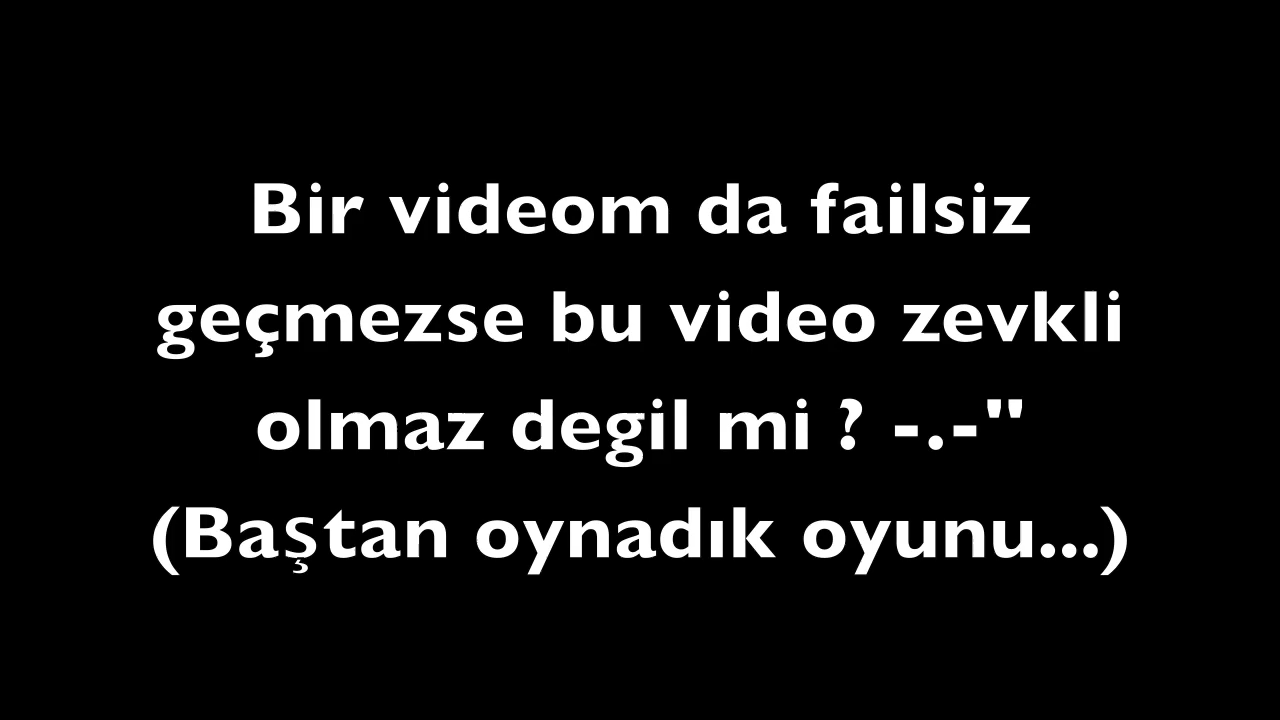 Bir videom da failsiz
geçmezse bu video zevkli
olmaz degil mi ? -.-"
(Baştan oynadık oyunu...)